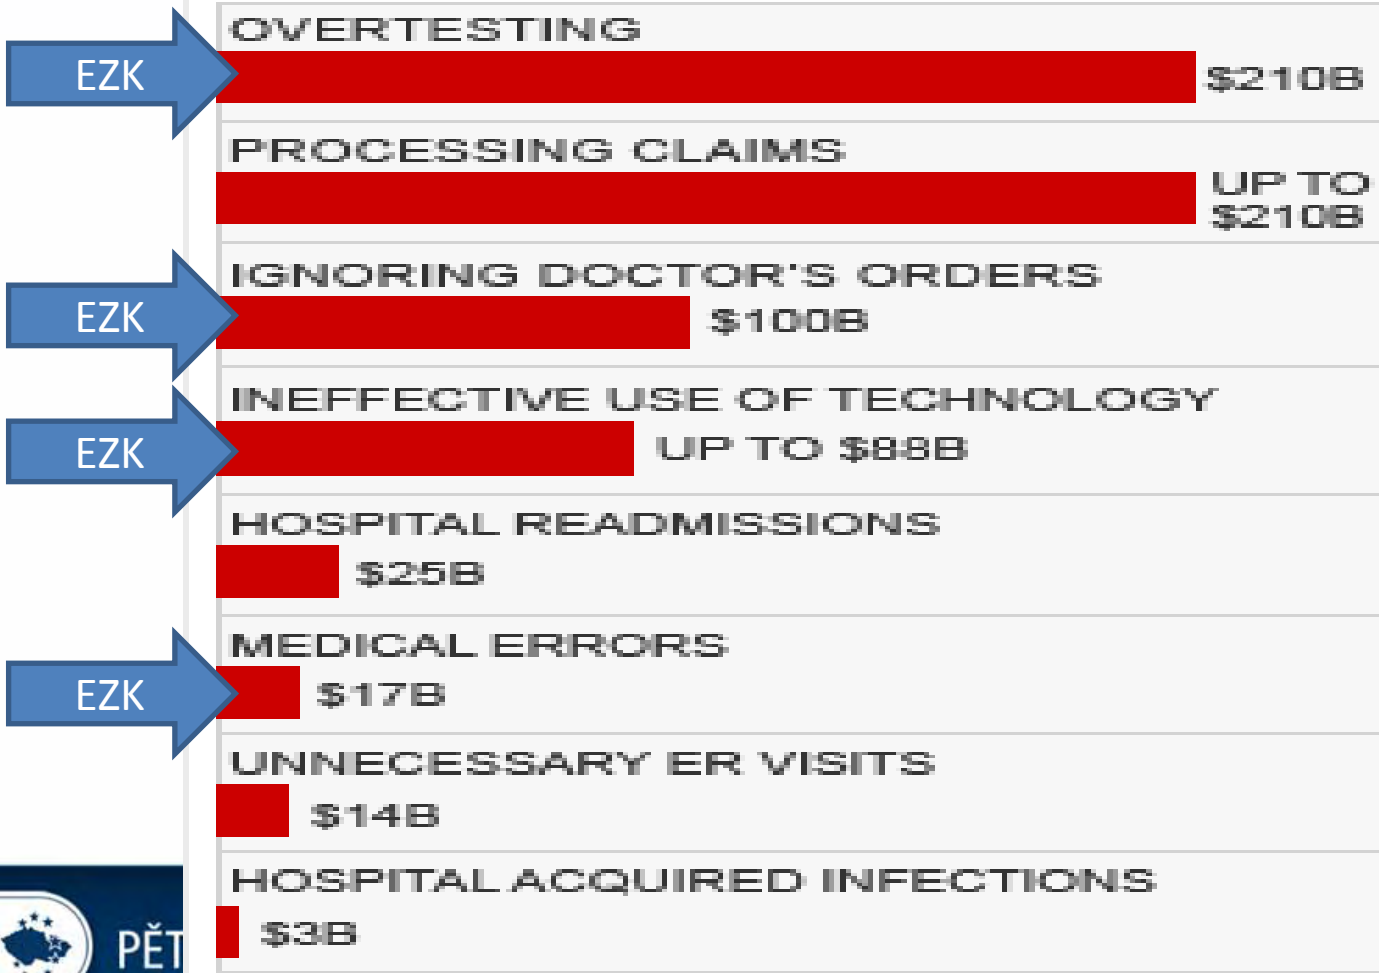 OVERTESTING
EZK
$210B
PROCESSING CLAIMS
UP TO
$210B
IGNORING DOCTOR'S ORDERS
EZK
$100B
INEFFECTIVE USE OF TECHNOLOGY
EZK
UP TO $88B
HOSPITAL READMISSIONS
$25B
MEDICAL ERRORS
EZK
$17B
UNNECESSARY ER VISITS
$14B
HOSPITAL ACQUIRED INFECTIONS
$3B
PĚT